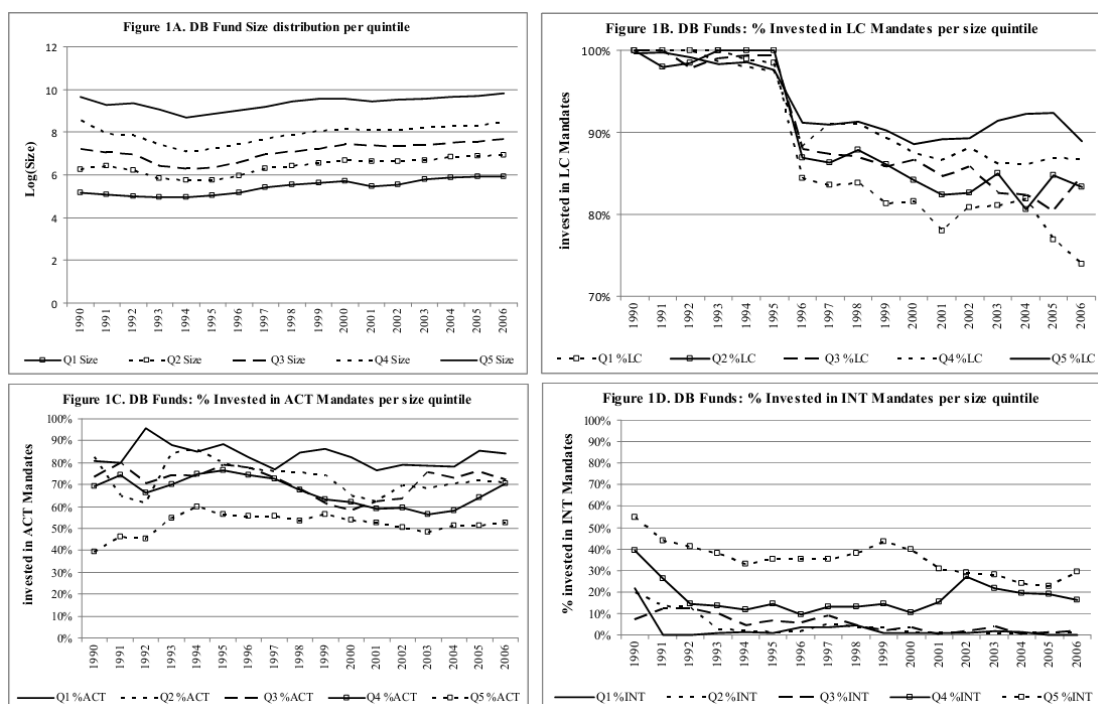 Figure 1A. DB Fund Size distribution per quintile
Log(Size)
12
10
8
6
4
2
0
1990 1991 1992 1993 1994 1995 1996 1997 1998 1999 2000 2001 2002 2003 2004 2005 2006
Q1 Size Q2 Size Q3 Size Q4 Size Q5 Size
Figure 1B. DB Funds: % Invested in LC Mandates per size quintile
invested in LC Mandates
100%
90%
80%
70%
1990 1991 1992 1993 1994 1995 1996 1997 1998 1999 2000 2001 2002 2003 2004 2005 2006
Q1 %LC Q2 %LC Q3 %LC Q4 %LC Q5 %LC
Figure 1C. DB Funds: % Invested in ACT Mandates per size quintile
invested in ACT Mandates
100%
90%
80%
70%
60%
50%
40%
30%
20%
10%
0%
1990 1991 1992 1993 1994 1995 1996 1997 1998 1999 2000 2001 2002 2003 2004 2005 2006
Q1 %ACT Q2 %ACT Q3 %ACT Q4 %ACT Q5 %ACT
Figure 1D. DB Funds: % Invested in INT Mandates per size quintile
% invested in INT Mandates
100%
90%
80%
70%
60%
50%
40%
30%
20%
10%
0%
1990 1991 1992 1993 1994 1995 1996 1997 1998 1999 2000 2001 2002 2003 2004 2005 2006
Q1 %INT Q2 %INT Q3 %INT Q4 %INT Q5 %INT